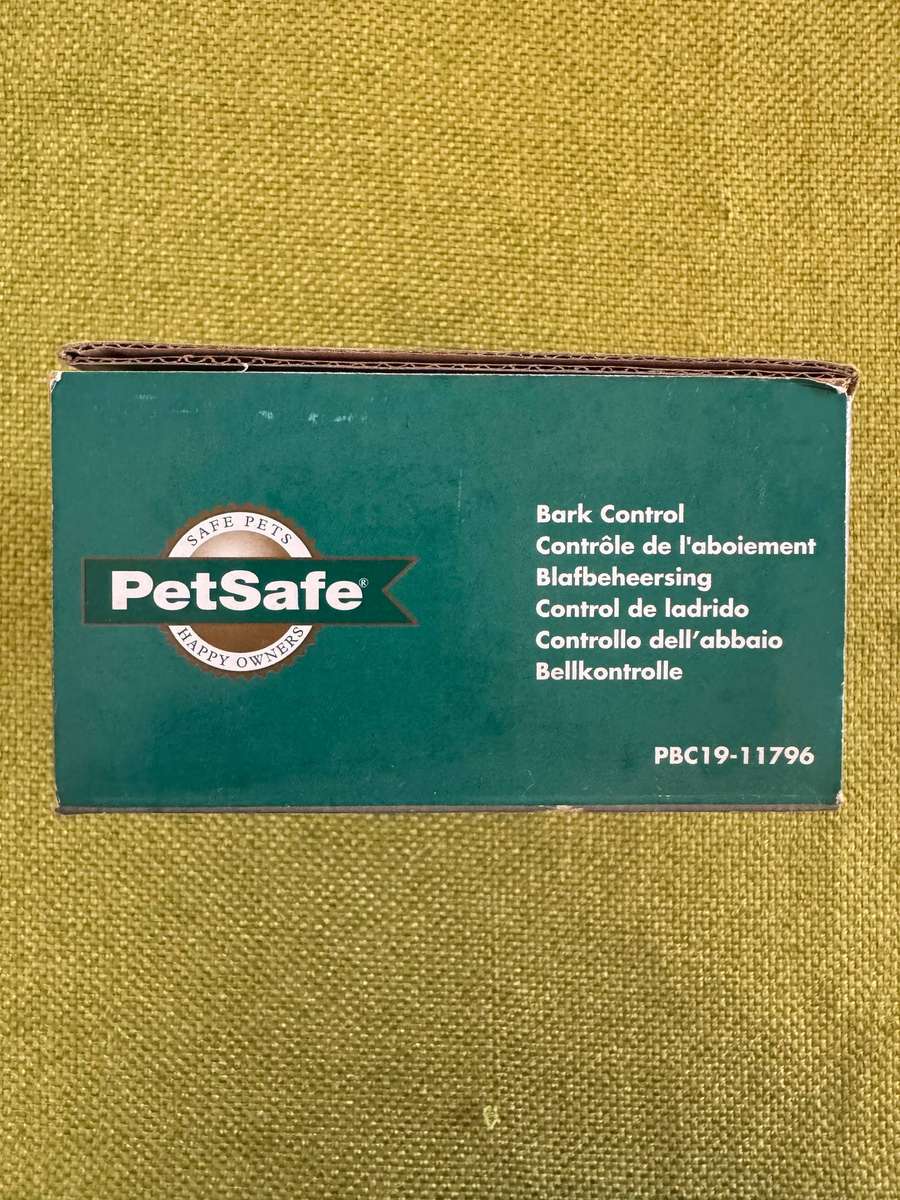 SAFE PETS
PetSafe®
HAPPY OWNERS
Bark Control
Contrôle de l'aboiement
Blafbeheersing
Control de ladrido
Controllo dell’abbaio
Bellkontrolle
PBC19-11796